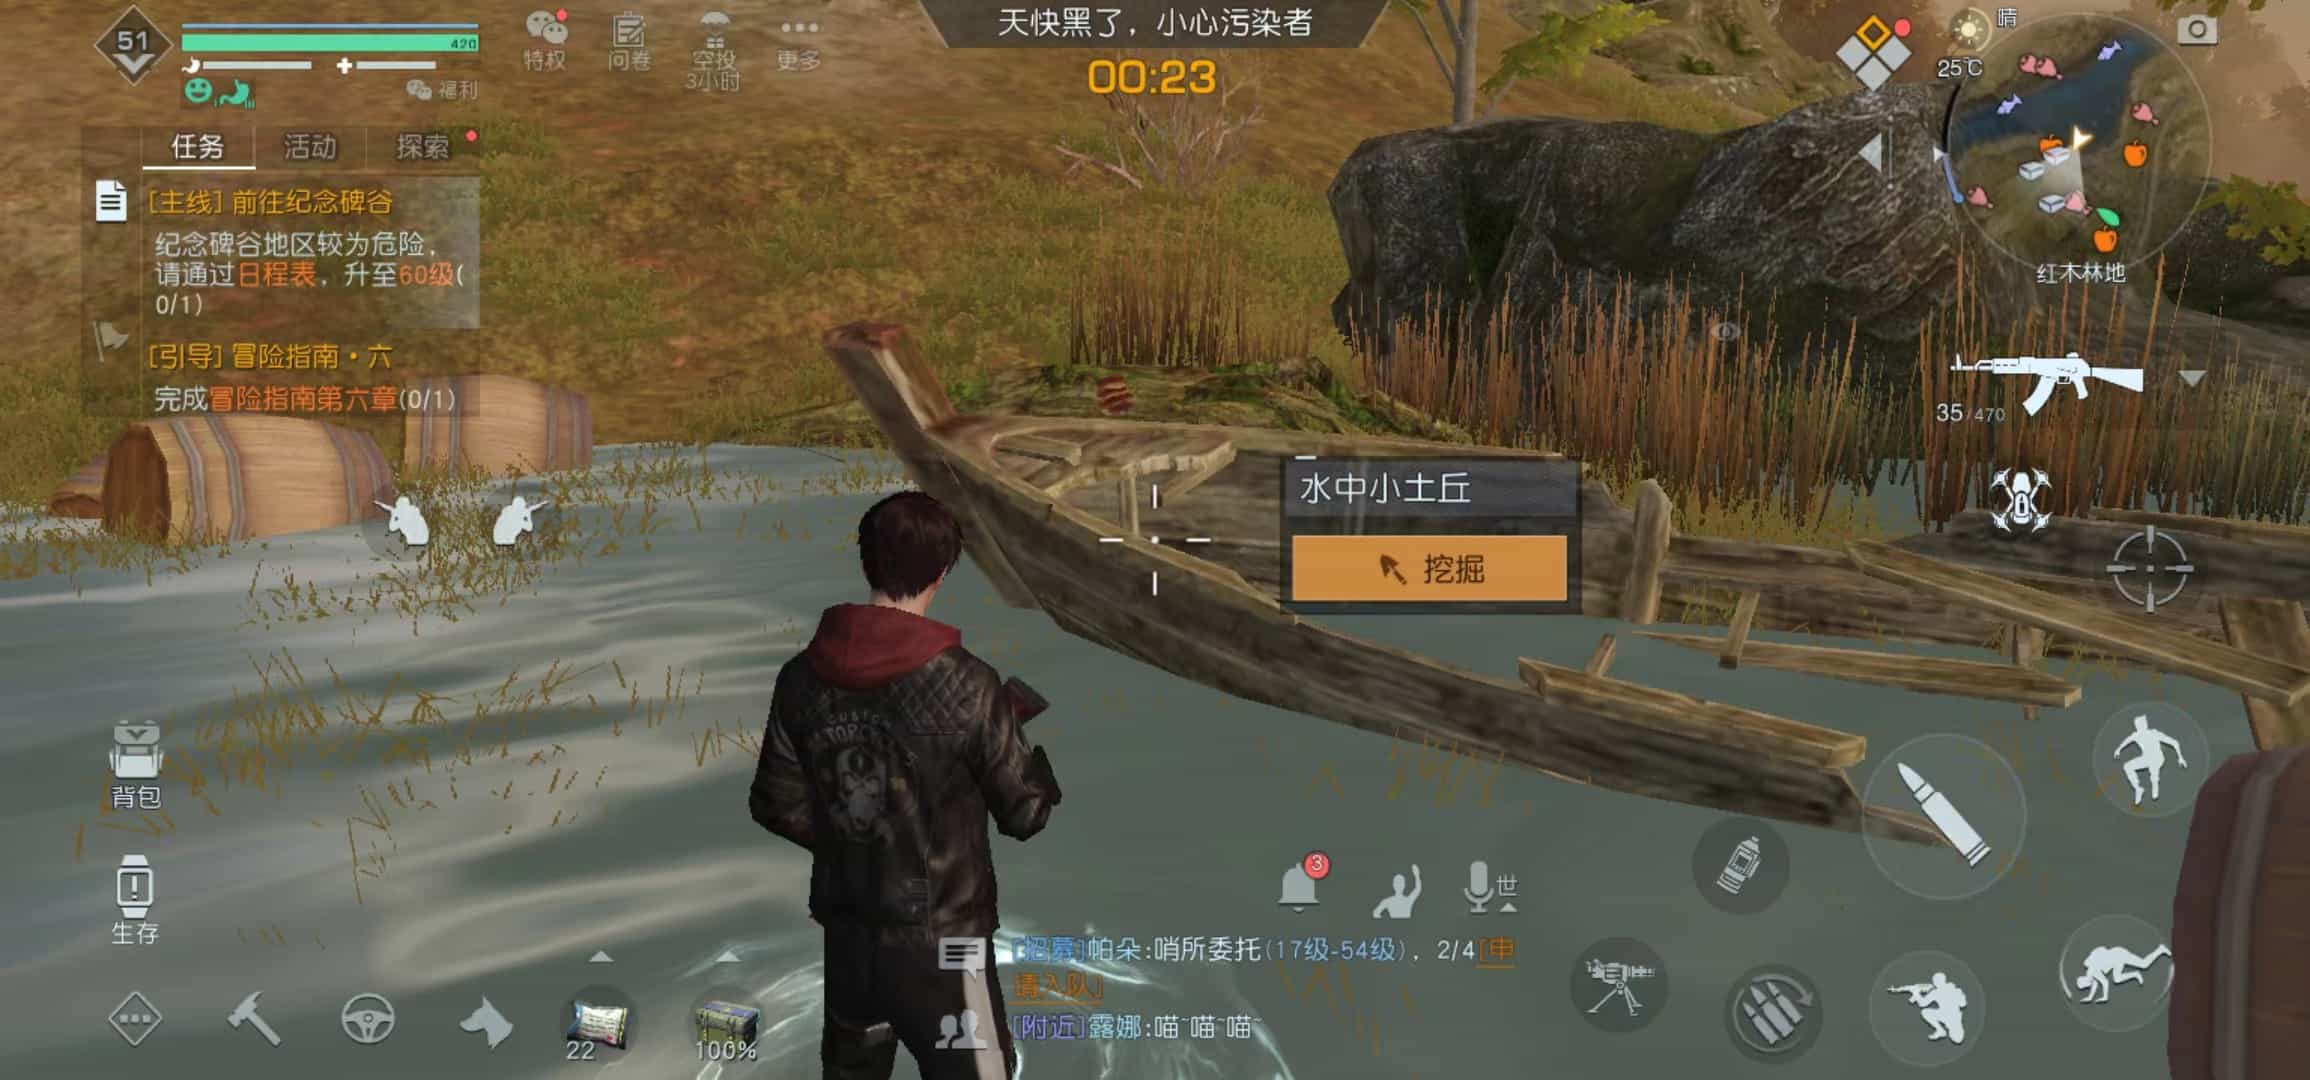 51
420
特权
问卷
空投
3小时
更多
福利
天快黑了，小心污染者
00:23
晴
25℃
红木林地
任务
活动
探索
[主线] 前往纪念碑谷
纪念碑谷地区较为危险，
请通过日程表，升至60级(
0/1)
[引导] 冒险指南·六
完成冒险指南第六章(0/1)
35/470
水中小土丘
挖掘
CUSTOM
背包
生存
22
100%
3
世
[招募]帕朵:哨所委托(17级-54级)，2/4[申
请入队]
[附近]露娜:喵~喵~喵~